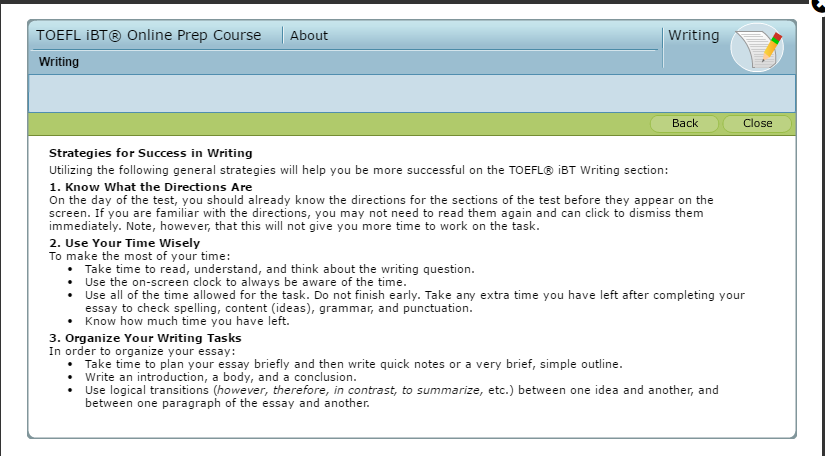 TOEFL iBT® Online Prep Course About Writing
Writing
Back Close
Strategies for Success in Writing
Utilizing the following general strategies will help you be more successful on the TOEFL® iBT Writing section:
1. Know What the Directions Are
On the day of the test, you should already know the directions for the sections of the test before they appear on the
screen. If you are familiar with the directions, you may not need to read them again and can click to dismiss them
immediately. Note, however, that this will not give you more time to work on the task.
2. Use Your Time Wisely
To make the most of your time:
• Take time to read, understand, and think about the writing question.
• Use the on-screen clock to always be aware of the time.
• Use all of the time allowed for the task. Do not finish early. Take any extra time you have left after completing your
essay to check spelling, content (ideas), grammar, and punctuation.
• Know how much time you have left.
3. Organize Your Writing Tasks
In order to organize your essay:
• Take time to plan your essay briefly and then write quick notes or a very brief, simple outline.
• Write an introduction, a body, and a conclusion.
• Use logical transitions (however, therefore, in contrast, to summarize, etc.) between one idea and another, and
between one paragraph of the essay and another.